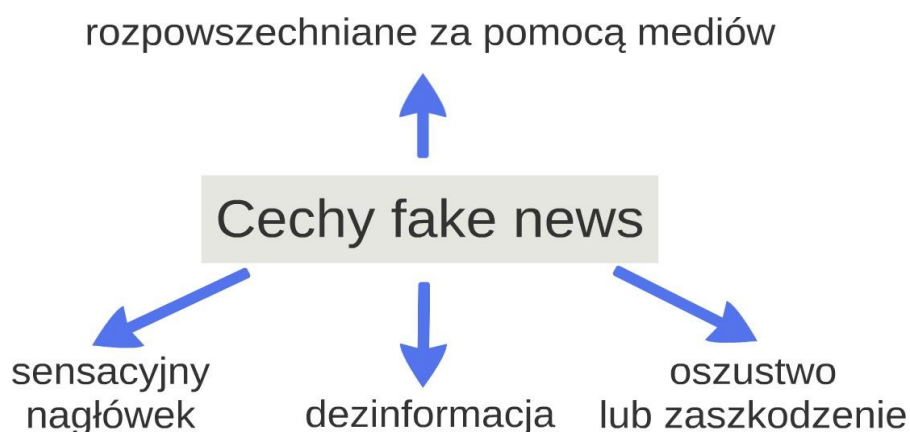 rozpowszechniane za pomocą mediów
Cechy fake news
sensacyjny
nagłówek
dezinformacja
oszustwo
lub zaszkodzenie